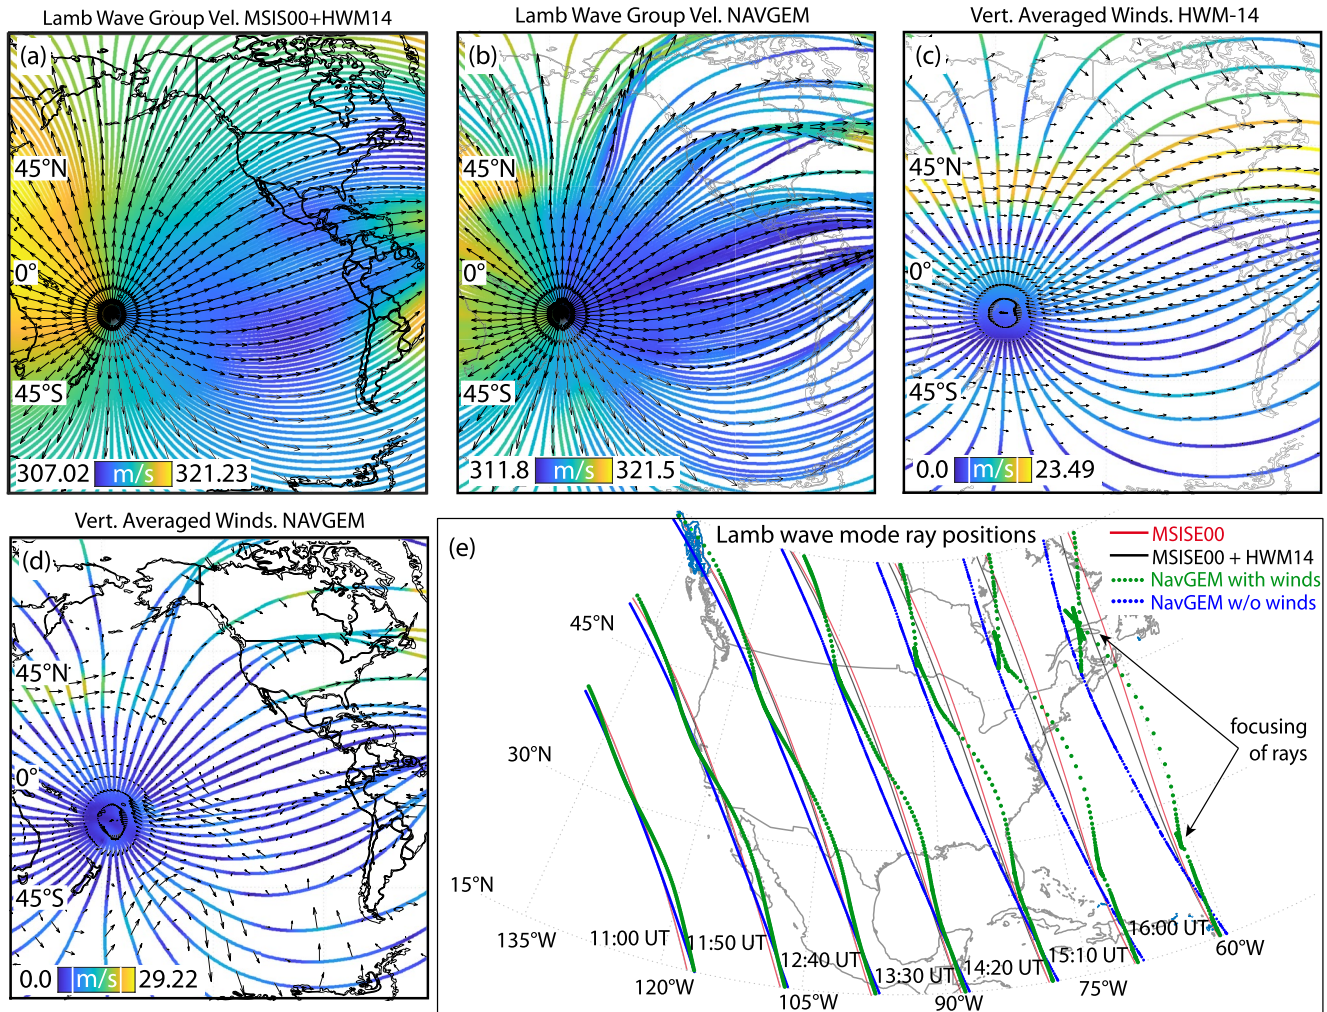 Lamb Wave Group Vel. MSIS00+HWM14
Lamb Wave Group Vel. NAVGEM
Vert. Averaged Winds. HWM-14
(a)
45°N
0°
45°S
307.02 m/s 321.23
(b)
45°N
0°
45°S
311.8 m/s 321.5
(c)
45°N
0°
45°S
0.0 m/s 23.49
Vert. Averaged Winds. NAVGEM
(d)
45°N
0°
45°S
0.0 m/s 29.22
(e)
Lamb wave mode ray positions
MSISE00
MSISE00 + HWM14
NavGEM with winds
NavGEM w/o winds
45°N
30°N
15°N
focusing
of rays
11:00 UT
11:50 UT
12:40 UT
13:30 UT
14:20 UT
15:10 UT
16:00 UT
135°W
120°W
105°W
90°W
75°W
60°W